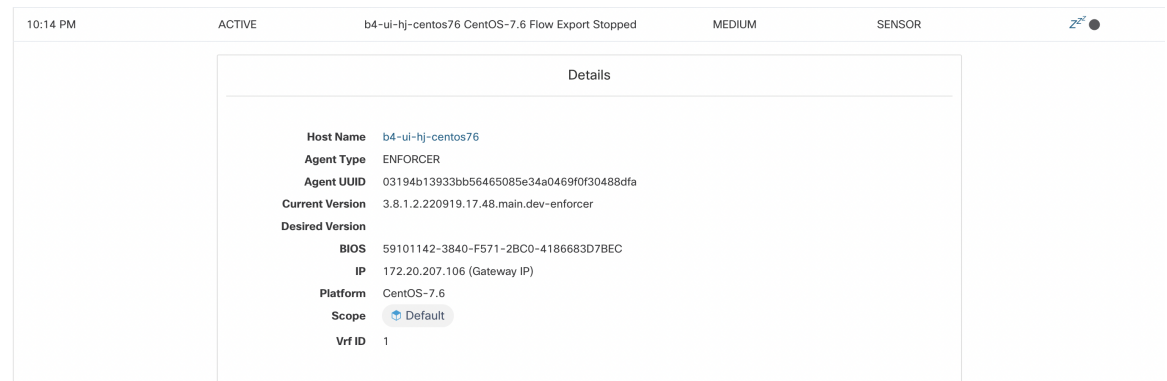 10:14 PM ACTIVE b4-ui-hj-centos76 CentOS-7.6 Flow Export Stopped MEDIUM SENSOR zzz
Details
Host Name b4-ui-hj-centos76
Agent Type ENFORCER
Agent UUID 03194b13933bb56465085e34a0469f0f30488dfa
Current Version 3.8.1.2.220919.17.48.main.dev-enforcer
Desired Version
BIOS 59101142-3840-F571-2BC0-4186683D7BEC
IP 172.20.207.106 (Gateway IP)
Platform CentOS-7.6
Scope Default
Vrf ID 1